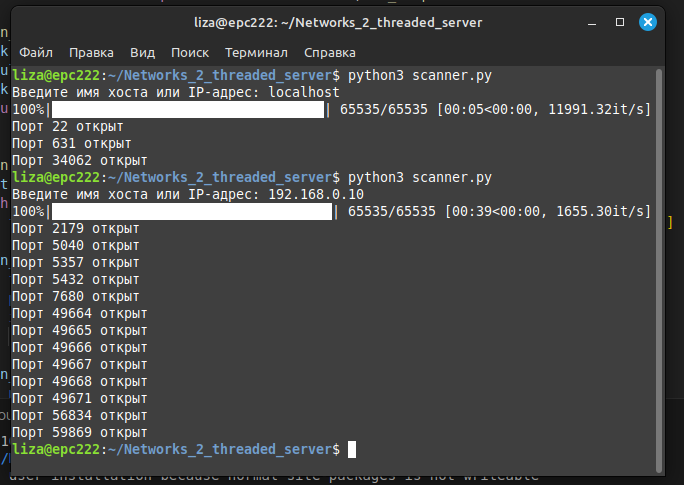 liza@epc222: ~/Networks_2_threaded_server
Файл Правка Вид Поиск Терминал Справка
liza@epc222:~/Networks_2_threaded_server$ python3 scanner.py
Введите имя хоста или IP-адрес: localhost
100%| | 65535/65535 [00:05<00:00, 11991.32it/s]
Порт 22 открыт
Порт 631 открыт
Порт 34062 открыт
liza@epc222:~/Networks_2_threaded_server$ python3 scanner.py
Введите имя хоста или IP-адрес: 192.168.0.10
100%| | 65535/65535 [00:39<00:00, 1655.30it/s]
Порт 2179 открыт
Порт 5040 открыт
Порт 5357 открыт
Порт 5432 открыт
Порт 7680 открыт
Порт 49664 открыт
Порт 49665 открыт
Порт 49666 открыт
Порт 49667 открыт
Порт 49668 открыт
Порт 49671 открыт
Порт 56834 открыт
Порт 59869 открыт
liza@epc222:~/Networks_2_threaded_server$
user installation because normal site-packages is not writeable